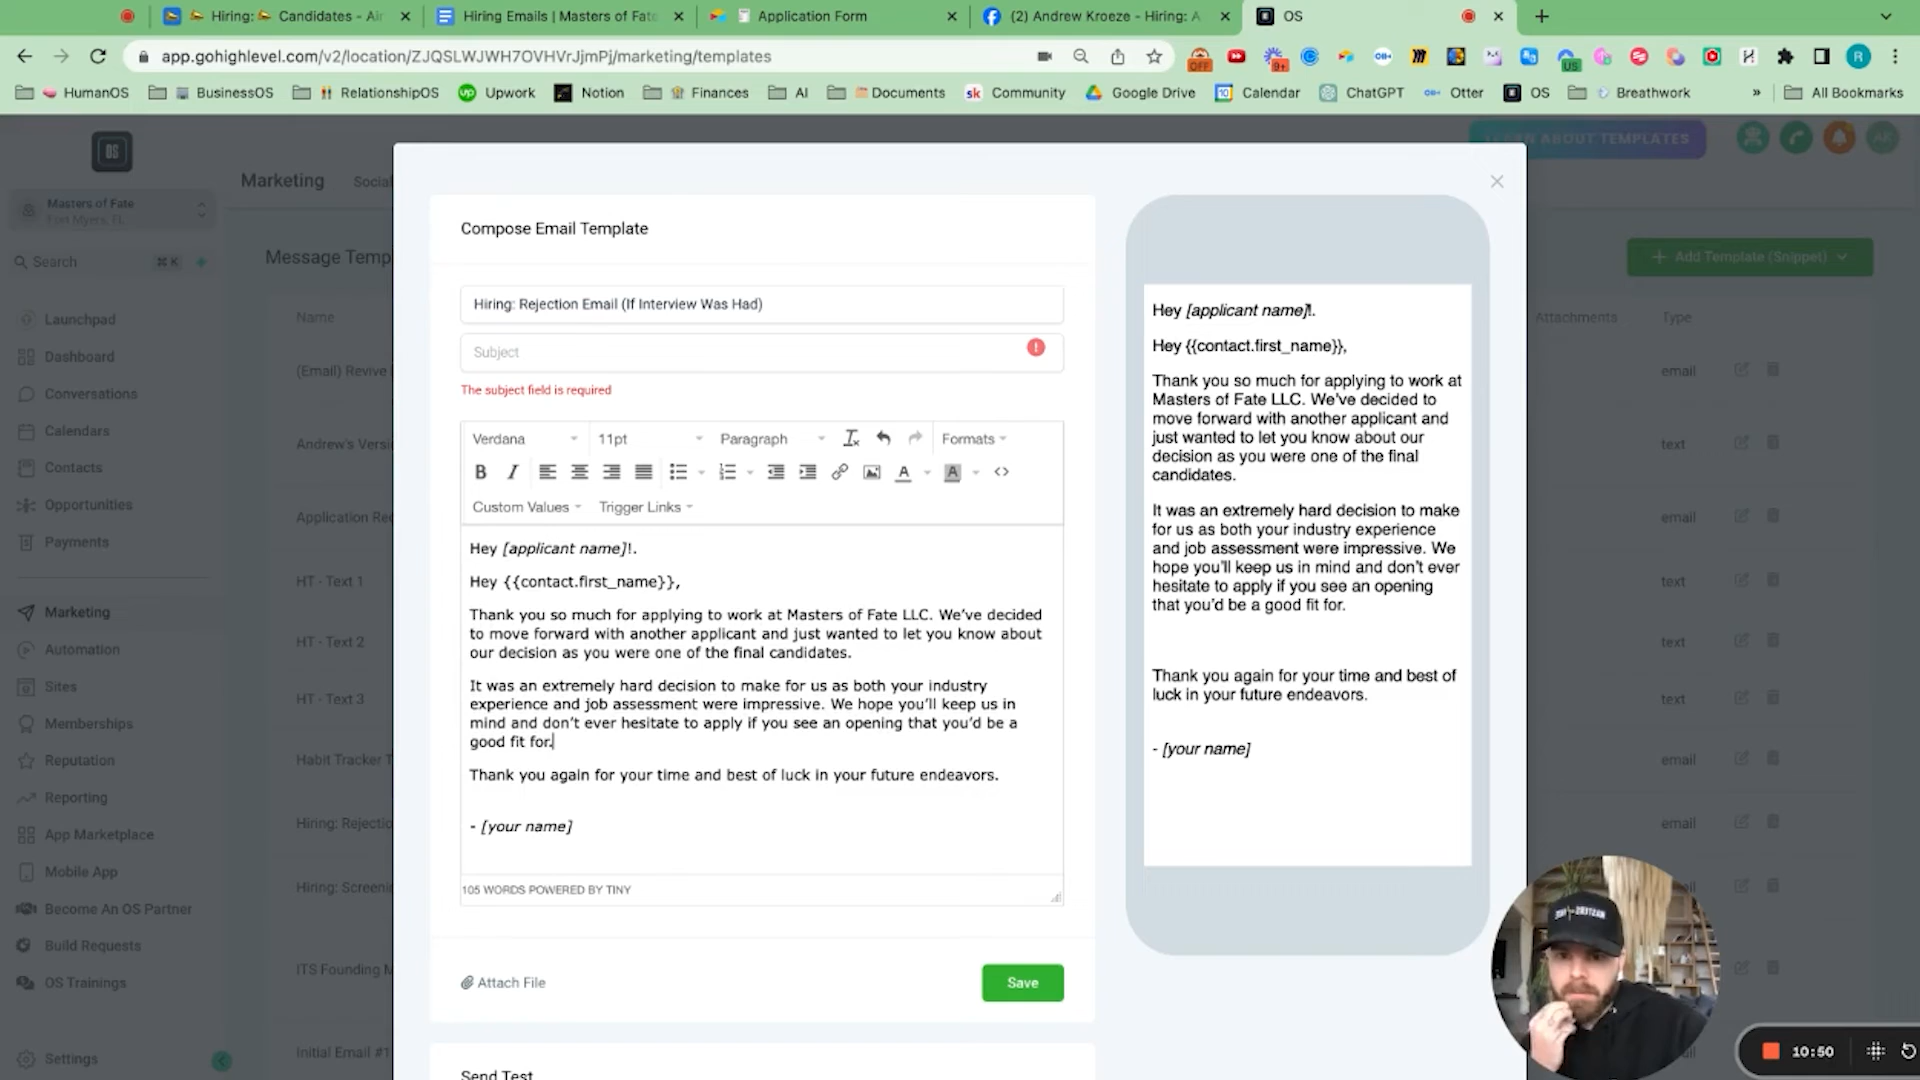 Hiring: Candidates - Air
Hiring Emails | Masters of Fate
Application Form
(2) Andrew Kroeze - Hiring: A
OS
app.gohighlevel.com/v2/location/ZJQSLWJWH7OVHVrJjmPj/marketing/templates
OFF
9+
US
R
HumanOS
BusinessOS
RelationshipOS
Upwork
Notion
Finances
AI
Documents
Community
Google Drive
Calendar
ChatGPT
Otter
OS
Breathwork
»
All Bookmarks
OS
Marketing
Social
LEARN ABOUT TEMPLATES
AK
Masters of Fate
Fort Myers, FL
Search
⌘ K
Launchpad
Dashboard
Conversations
Calendars
Contacts
Opportunities
Payments
Marketing
Automation
Sites
Memberships
Reputation
Reporting
App Marketplace
Mobile App
Become An OS Partner
Build Requests
OS Trainings
Settings
Message Temp
+ Add Template (Snippet)
Name
Attachments
Type
(Email) Revive
email
Andrew's Versi
text
Application Rec
email
HT - Text 1
text
HT - Text 2
text
HT - Text 3
text
Habit Tracker T
email
Hiring: Rejectio
email
Hiring: Screeni
ITS Founding M
Initial Email #1
Compose Email Template
Hiring: Rejection Email (If Interview Was Had)
Subject
The subject field is required
Verdana
11pt
Paragraph
Formats
B I
A
A
<>
Custom Values
Trigger Links
Hey [applicant name]!.
Hey {{contact.first_name}},
Thank you so much for applying to work at Masters of Fate LLC. We've decided
to move forward with another applicant and just wanted to let you know about
our decision as you were one of the final candidates.
It was an extremely hard decision to make for us as both your industry
experience and job assessment were impressive. We hope you'll keep us in
mind and don't ever hesitate to apply if you see an opening that you'd be a
good fit for.
Thank you again for your time and best of luck in your future endeavors.
- [your name]
105 WORDS POWERED BY TINY
Attach File
Save
Send Test
Hey [applicant name]!.
Hey {{contact.first_name}},
Thank you so much for applying to work at
Masters of Fate LLC. We've decided to
move forward with another applicant and
just wanted to let you know about our
decision as you were one of the final
candidates.
It was an extremely hard decision to make
for us as both your industry experience
and job assessment were impressive. We
hope you'll keep us in mind and don't ever
hesitate to apply if you see an opening
that you'd be a good fit for.
Thank you again for your time and best of
luck in your future endeavors.
- [your name]
10:50